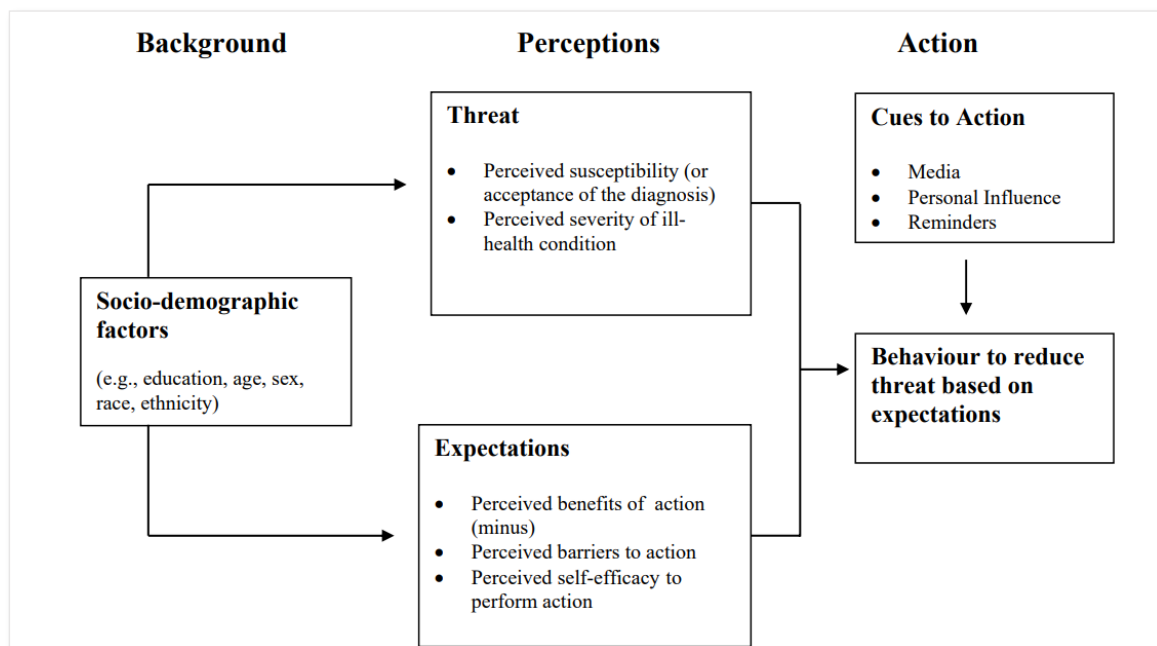 Background
Perceptions
Action
Threat
• Perceived susceptibility (or
acceptance of the diagnosis)
• Perceived severity of ill-
health condition
Cues to Action
• Media
• Personal Influence
• Reminders
Socio-demographic
factors
(e.g., education, age, sex,
race, ethnicity)
Behaviour to reduce
threat based on
expectations
Expectations
• Perceived benefits of action
(minus)
• Perceived barriers to action
• Perceived self-efficacy to
perform action